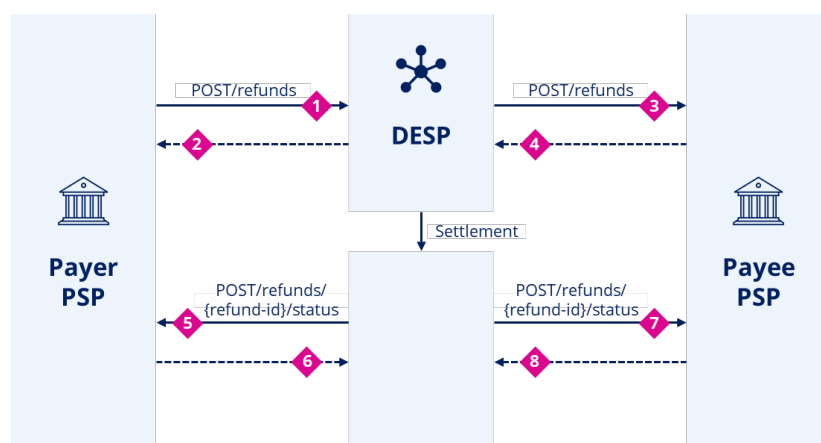 POST/refunds
POST/refunds
1
3
DESP
2
4
Settlement
Payer
PSP
Payee
PSP
POST/refunds/
{refund-id}/status
POST/refunds/
{refund-id}/status
5
7
6
8